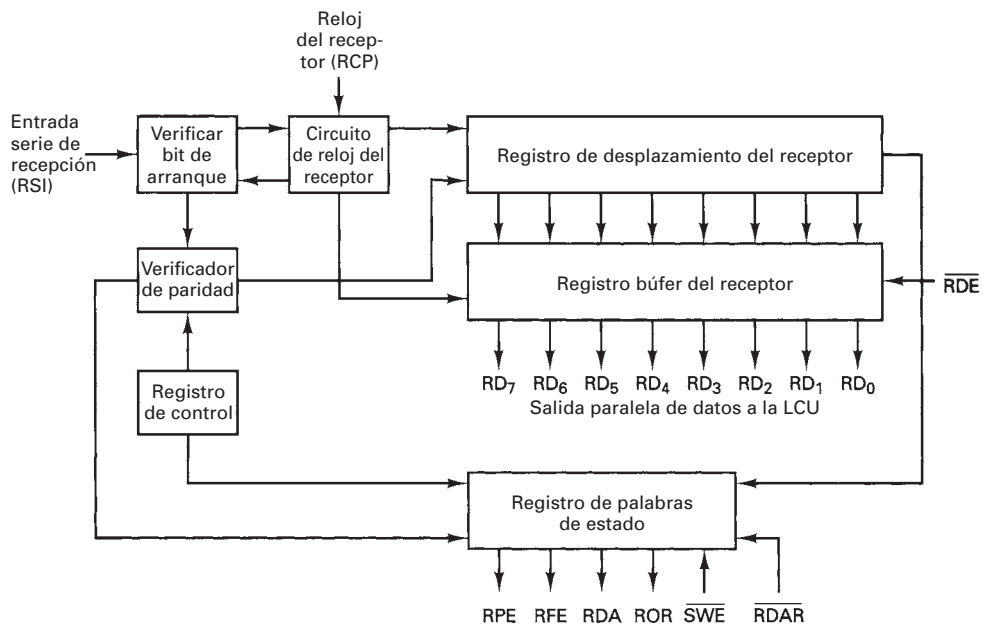 Reloj
del recep-
tor (RCP)
Entrada
serie de
recepción
(RSI)
Verificar
bit de
arranque
Circuito
de reloj del
receptor
Registro de desplazamiento del receptor
Verificador
de paridad
Registro búfer del receptor
R̅D̅E̅
RD₇ RD₆ RD₅ RD₄ RD₃ RD₂ RD₁ RD₀
Salida paralela de datos a la LCU
Registro
de control
Registro de palabras
de estado
RPE RFE RDA ROR S̅W̅E̅ R̅D̅A̅R̅